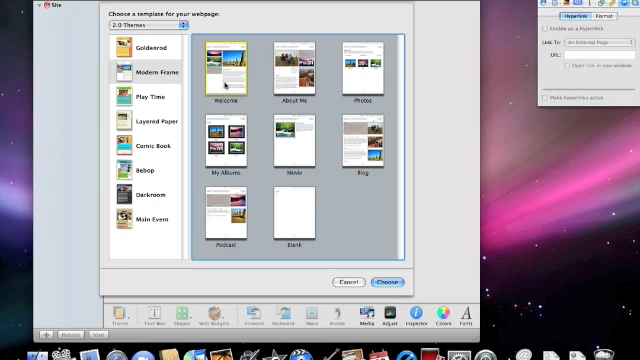 Site
Choose a template for your webpage:
2.0 Themes
Goldenrod
Modern Frame
Play Time
Layered Paper
Comic Book
Bebop
Darkroom
Main Event
Welcome
About Me
Photos
My Albums
Movie
Blog
Podcast
Blank
Cancel
Choose
Theme
Text Box
Shapes
Web Widgets
Forward
Backward
Mask
Rotate
Media
Adjust
Inspector
Colors
Fonts
Publish
Visit
Hyperlink
Format
Enable as a hyperlink
Link To:
An External Page
URL:
Open link in new window
Make hyperlinks active